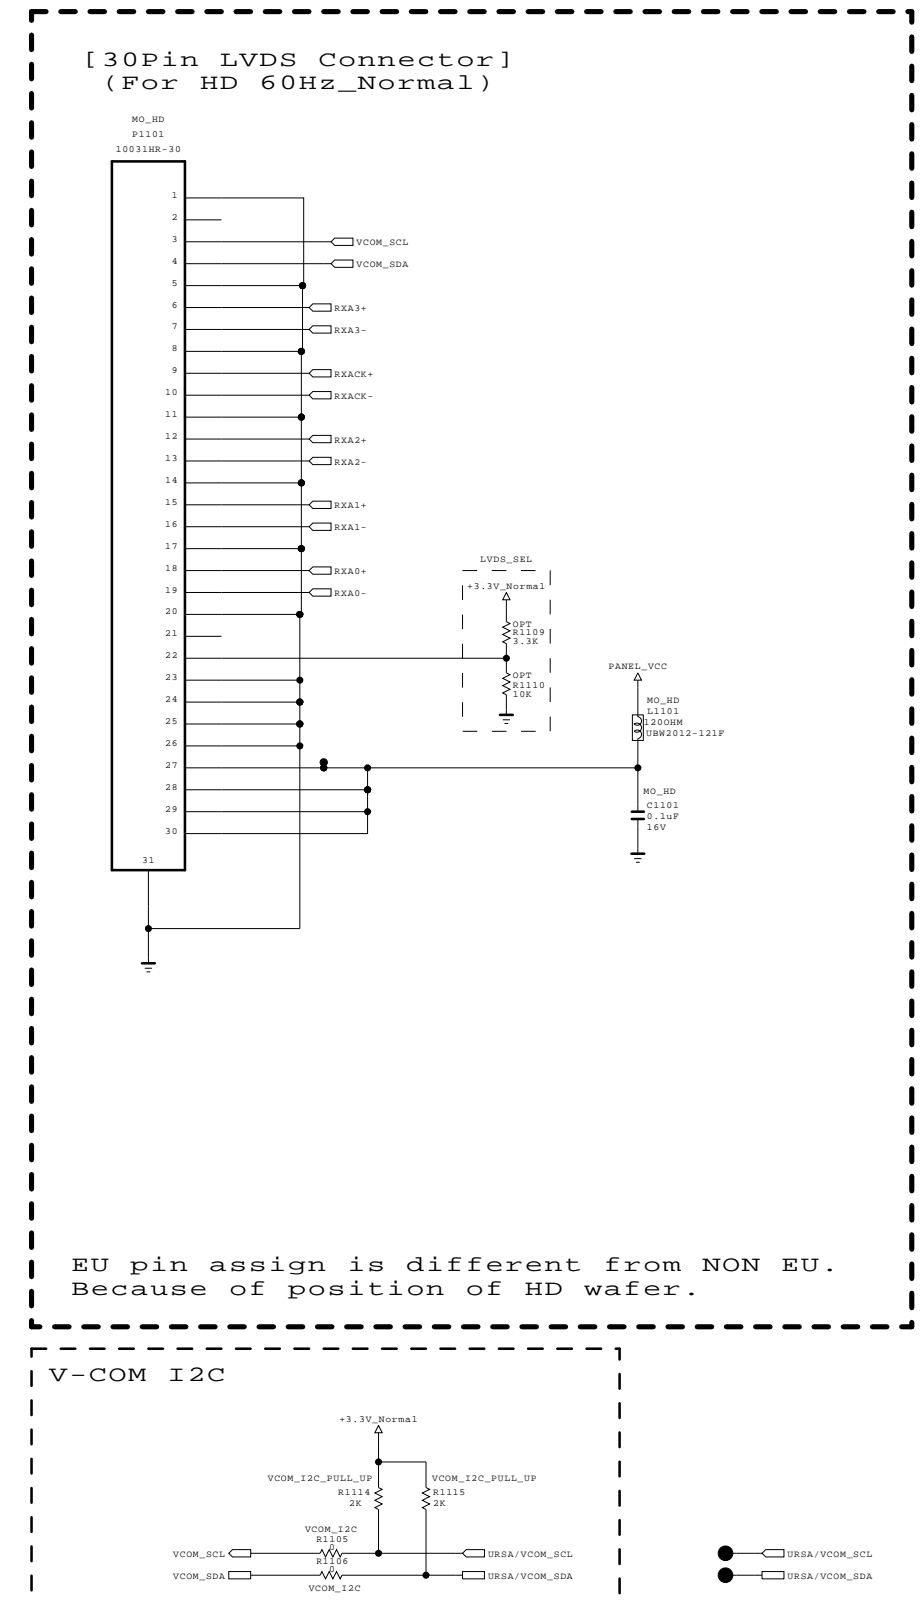 [30Pin LVDS Connector]
(For HD 60Hz_Normal)
MO_HD
P1101
10031HR-30
1
2
3
VCOM_SCL
4
VCOM_SDA
5
6
RXA3+
7
RXA3-
8
9
RXACK+
10
RXACK-
11
12
RXA2+
13
RXA2-
14
15
RXA1+
16
RXA1-
17
18
RXA0+
19
RXA0-
20
21
22
23
24
25
26
27
28
29
30
31
LVDS_SEL
+3.3V_Normal
OPT
R1109
3.3K
OPT
R1110
10K
PANEL_VCC
MO_HD
L1101
120OHM
UBW2012-121F
MO_HD
C1101
0.1uF
16V
EU pin assign is different from NON EU.
Because of position of HD wafer.
V-COM I2C
+3.3V_Normal
VCOM_I2C_PULL_UP
R1114
2K
VCOM_I2C_PULL_UP
R1115
2K
VCOM_I2C
R1105
0
VCOM_SCL
URSA/VCOM_SCL
R1106
0
VCOM_SDA
URSA/VCOM_SDA
VCOM_I2C
URSA/VCOM_SCL
URSA/VCOM_SDA